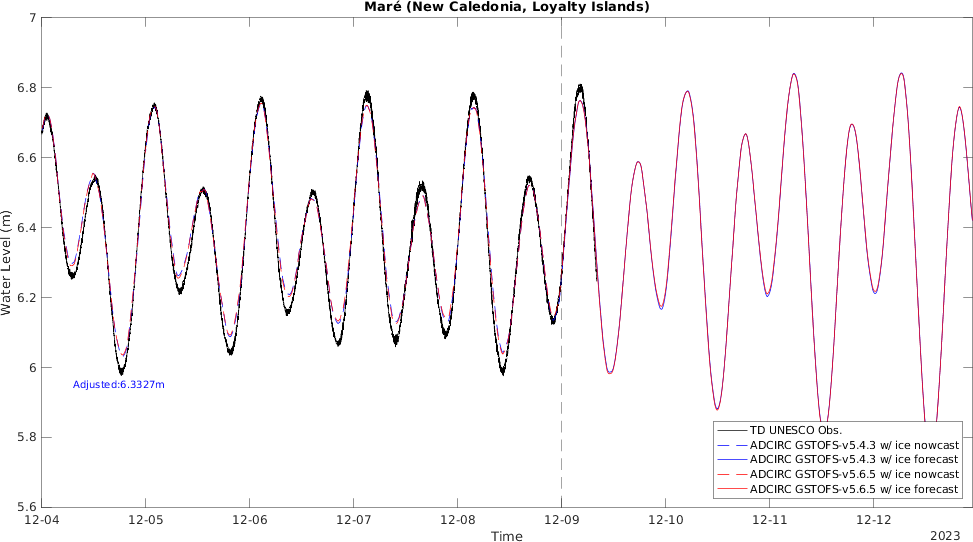 Maré (New Caledonia, Loyalty Islands)
7
6.8
6.6
6.4
6.2
6
5.8
5.6
Water Level (m)
Adjusted:6.3327m
TD UNESCO Obs.
ADCIRC GSTOFS-v5.4.3 w/ ice nowcast
ADCIRC GSTOFS-v5.4.3 w/ ice forecast
ADCIRC GSTOFS-v5.6.5 w/ ice nowcast
ADCIRC GSTOFS-v5.6.5 w/ ice forecast
12-04 12-05 12-06 12-07 12-08 12-09 12-10 12-11 12-12
Time
2023